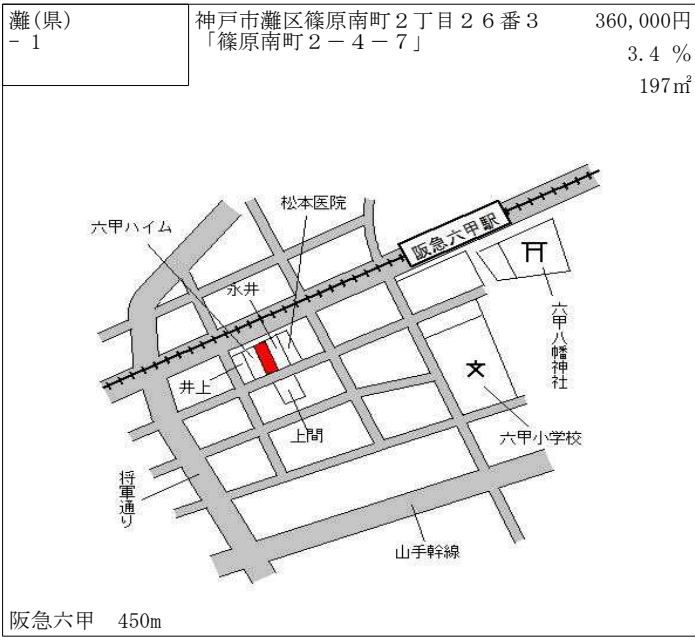 灘(県)
- 1
神戸市灘区篠原南町２丁目２６番３
「篠原南町２－４－７」
360,000円
3.4 %
197㎡
松本医院
六甲ハイム
阪急六甲駅
永井
六甲八幡神社
井上
上間
六甲小学校
将軍通り
山手幹線
阪急六甲 450m